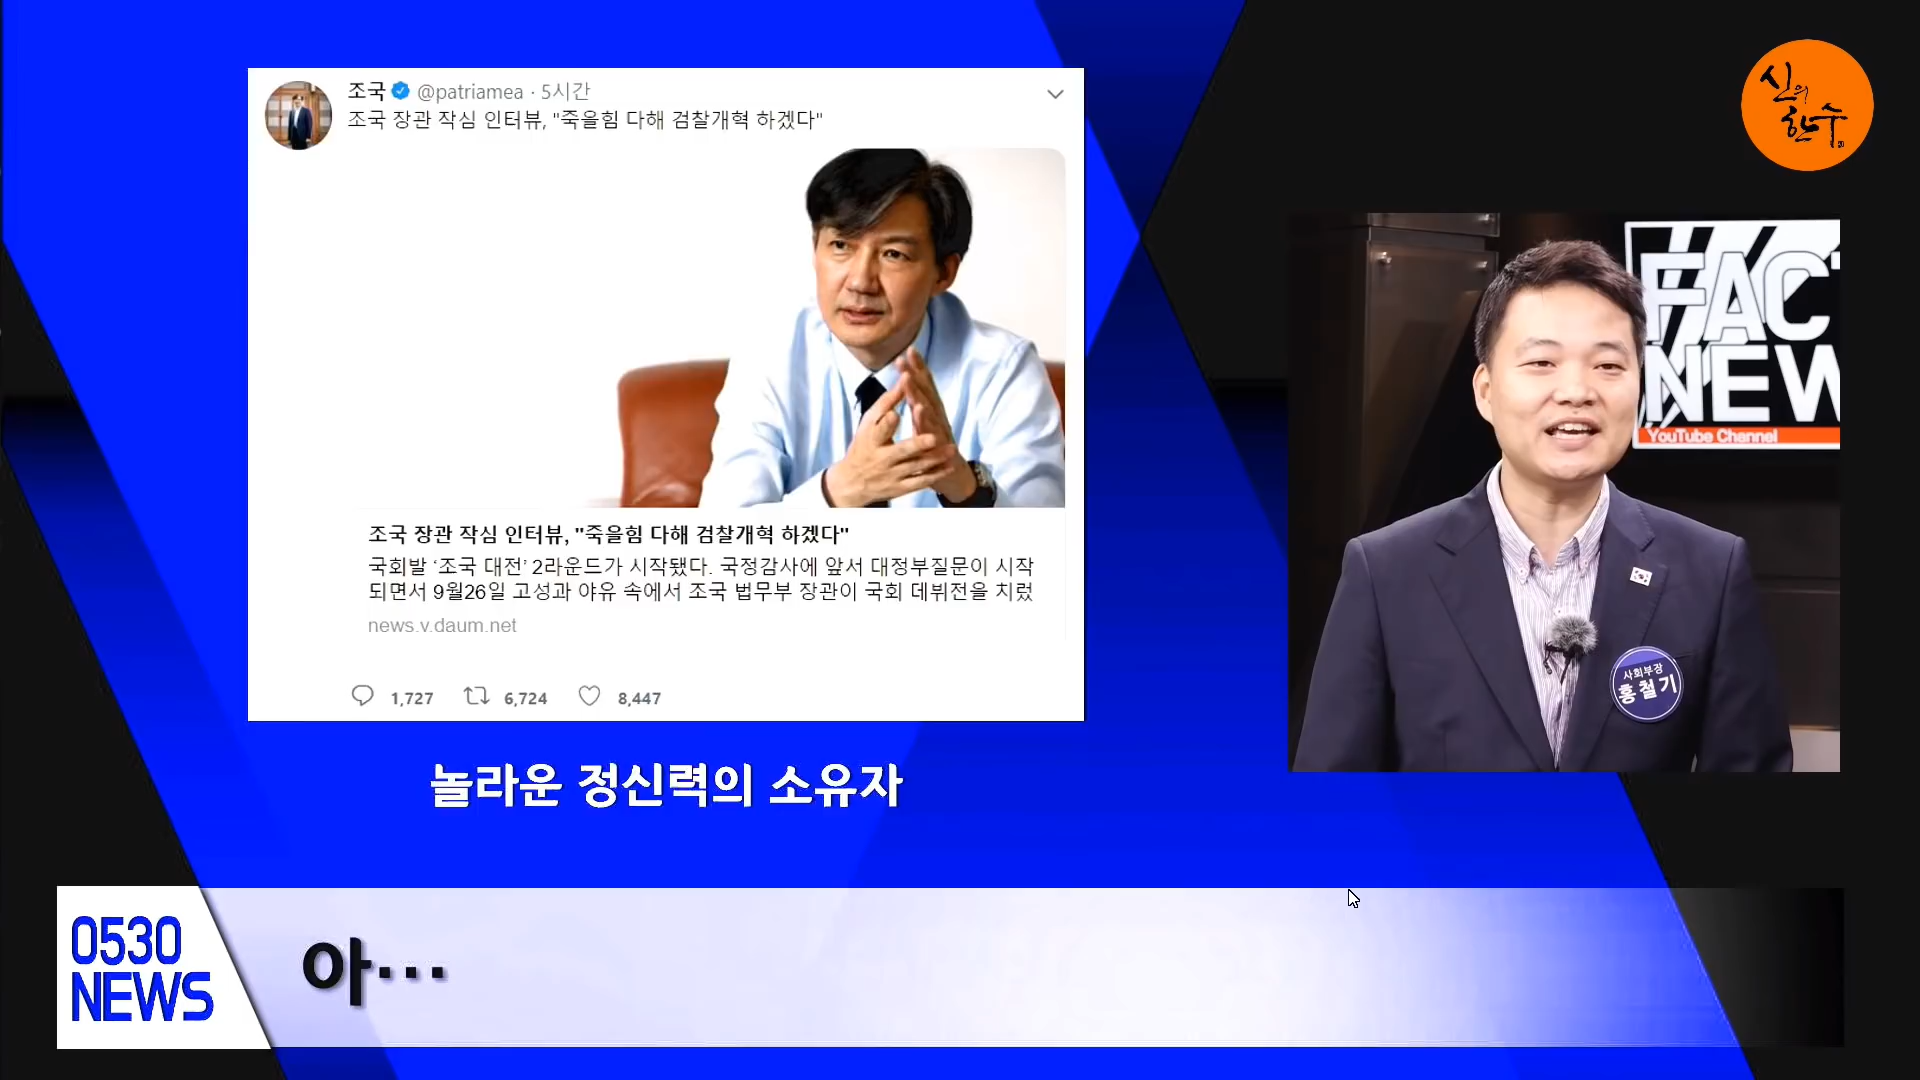 조국 @patriamea · 5시간
조국 장관 작심 인터뷰, "죽을힘 다해 검찰개혁 하겠다"
조국 장관 작심 인터뷰, "죽을힘 다해 검찰개혁 하겠다"
국회발 ‘조국 대전’ 2라운드가 시작됐다. 국정감사에 앞서 대정부질문이 시작
되면서 9월26일 고성과 야유 속에서 조국 법무부 장관이 국회 데뷔전을 치렀
news.v.daum.net
1,727 6,724 8,447
놀라운 정신력의 소유자
신의
한수
FACT
NEW
YouTube Channel
사회부장
홍철기
0530
NEWS
아…